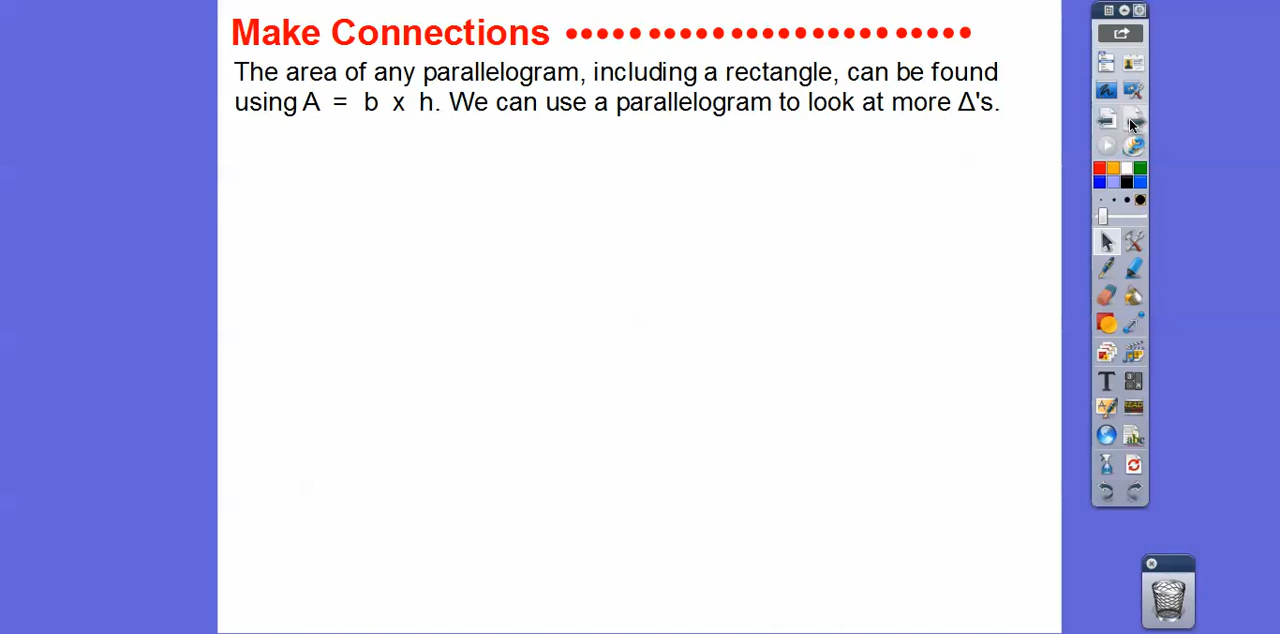 Make Connections
The area of any parallelogram, including a rectangle, can be found
using A = b x h. We can use a parallelogram to look at more Δ's.